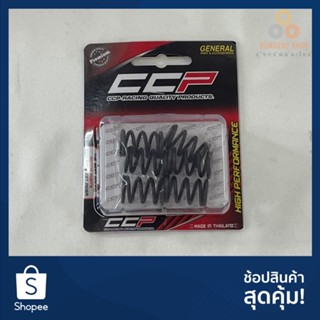 GENERAL
CCP
CCP-RACING QUALITY PRODUCTS.
HIGH PERFORMANCE
CCP
MADE IN THAILAND
Shopee
ช้อปสินค้า
สุดคุ้ม!